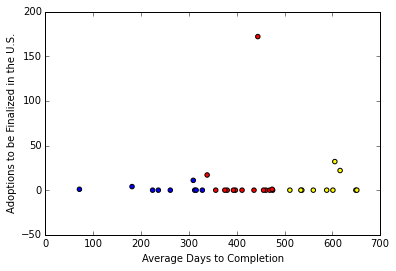 200
150
100
50
0
−50
0 100 200 300 400 500 600 700
Average Days to Completion
Adoptions to be Finalized in the U.S.